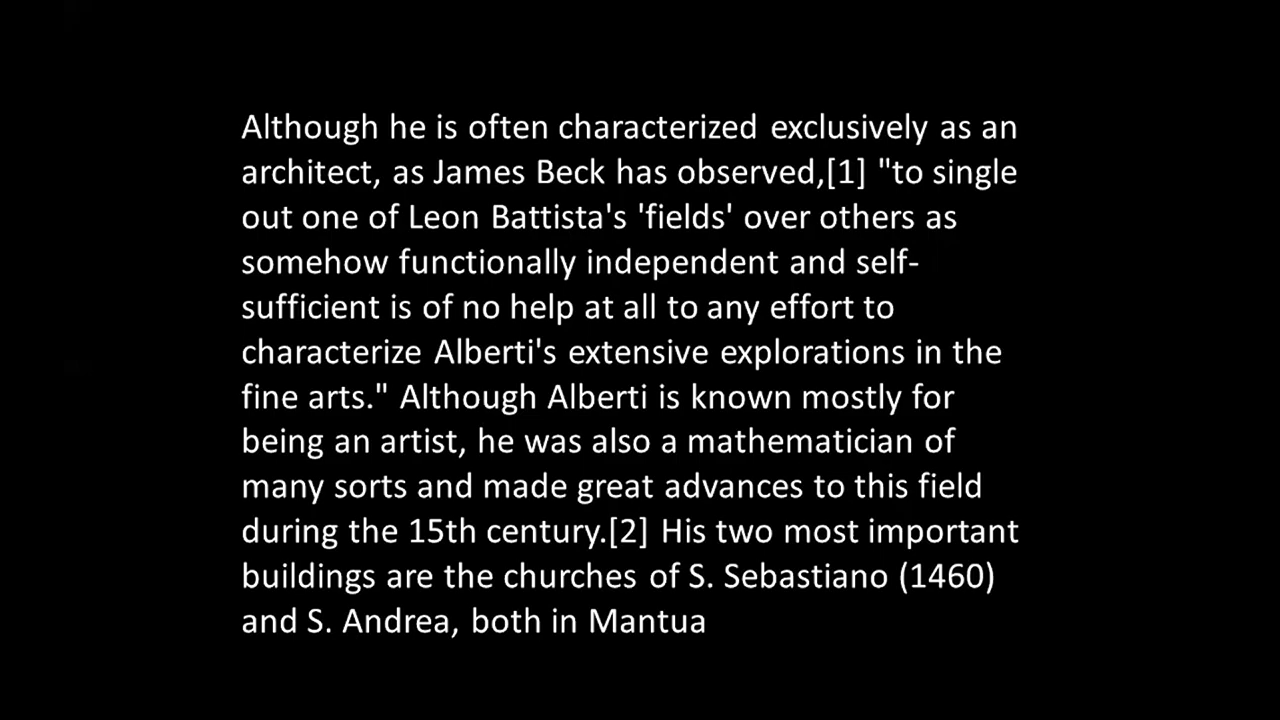 Although he is often characterized exclusively as an
architect, as James Beck has observed,[1] "to single
out one of Leon Battista's 'fields' over others as
somehow functionally independent and self-
sufficient is of no help at all to any effort to
characterize Alberti's extensive explorations in the
fine arts." Although Alberti is known mostly for
being an artist, he was also a mathematician of
many sorts and made great advances to this field
during the 15th century.[2] His two most important
buildings are the churches of S. Sebastiano (1460)
and S. Andrea, both in Mantua